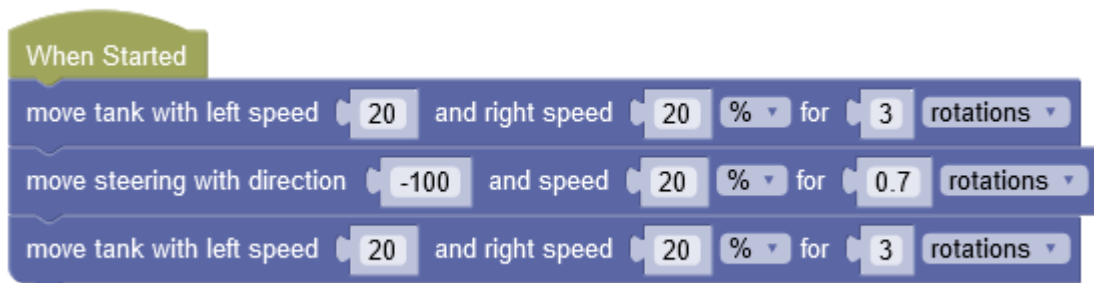 When Started
move tank with left speed 20 and right speed 20 % for 3 rotations
move steering with direction -100 and speed 20 % for 0.7 rotations
move tank with left speed 20 and right speed 20 % for 3 rotations